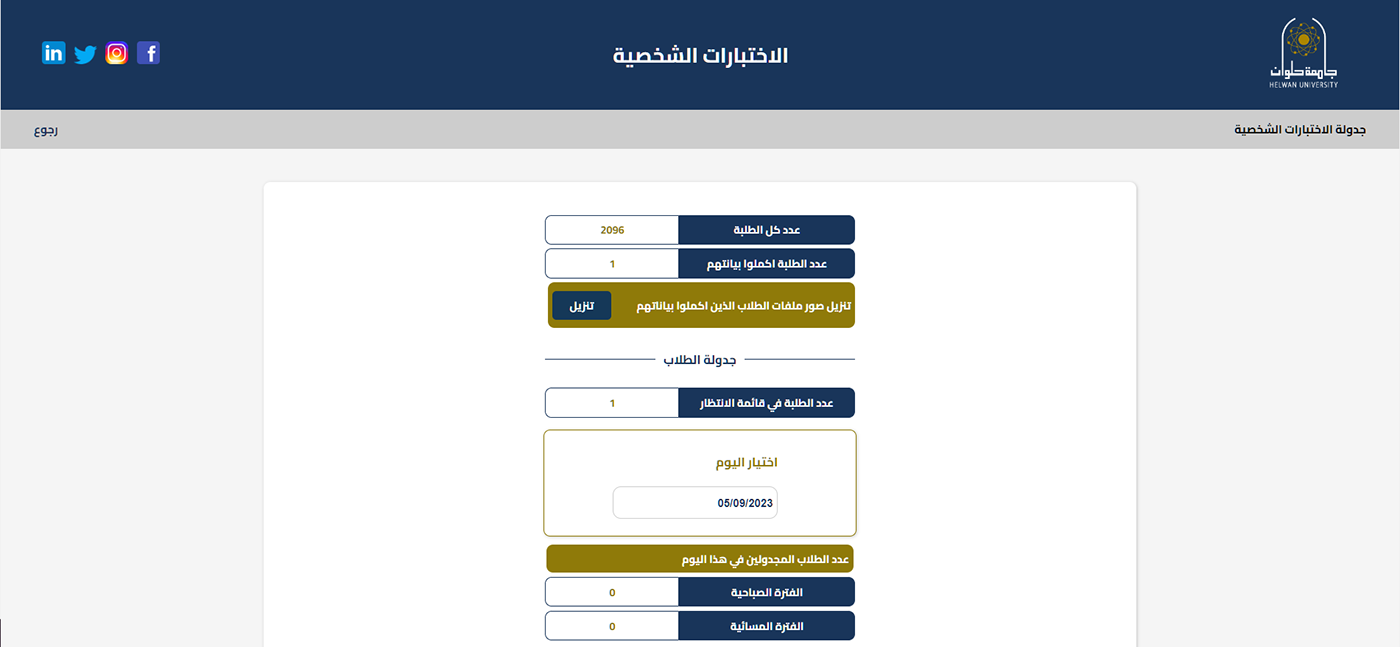 جامعة حلوان
HELWAN UNIVERSITY
الاختبارات الشخصية
جدولة الاختبارات الشخصية
رجوع
عدد كل الطلبة 2096
عدد الطلبة اكملوا بيانتهم 1
تنزيل صور ملفات الطلاب الذين اكملوا بياناتهم تنزيل
جدولة الطلاب
عدد الطلبة في قائمة الانتظار 1
اختيار اليوم
05/09/2023
عدد الطلاب المجدولين في هذا اليوم
الفترة الصباحية 0
الفترة المسائية 0